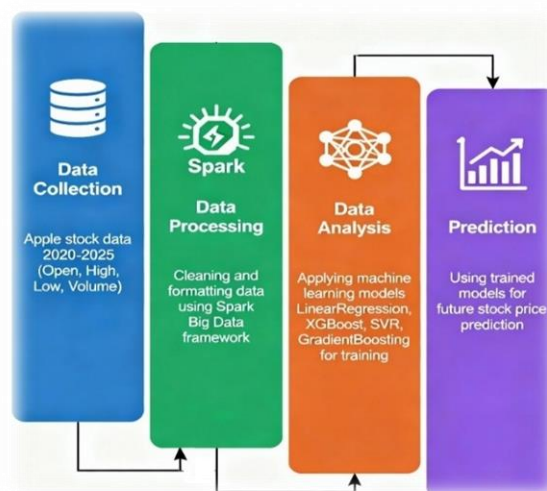 Data
Collection
Apple stock data
2020-2025
(Open, High,
Low, Volume)
Spark
Data
Processing
Cleaning and
formatting data
using Spark
Big Data
framework
Data
Analysis
Applying machine
learning models
LinearRegression,
XGBoost, SVR,
GradientBoosting
for training
Prediction
Using trained
models for
future stock price
prediction